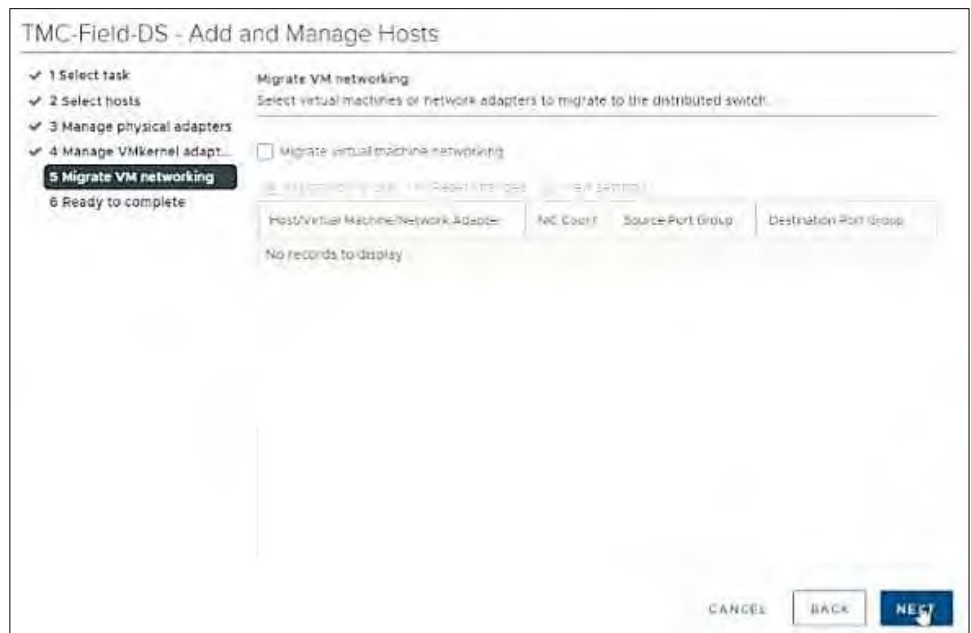 TMC-Field-DS - Add and Manage Hosts
1 Select task
2 Select hosts
3 Manage physical adapters
4 Manage VMkernel adapt...
5 Migrate VM networking
6 Ready to complete
Migrate VM networking
Select virtual machines or network adapters to migrate to the distributed switch.
Migrate virtual machine networking
Host/Virtual Machine/Network Adapter NIC Count Source Port Group Destination Port Group
No records to display
CANCEL BACK NEXT